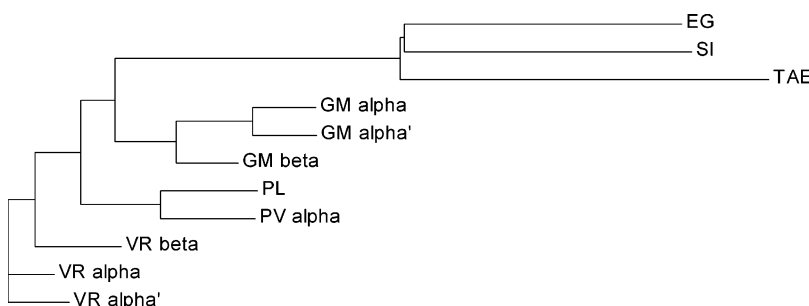 EG
SI
TAE
GM alpha
GM alpha'
GM beta
PL
PV alpha
VR beta
VR alpha
VR alpha'